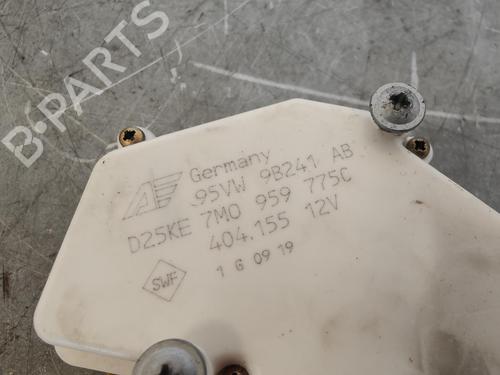 B-PARTS
Germany
95VW 9B241 AB
D25KE 7M0 959 775C
404.155 12V
SWF
1 G 09 19